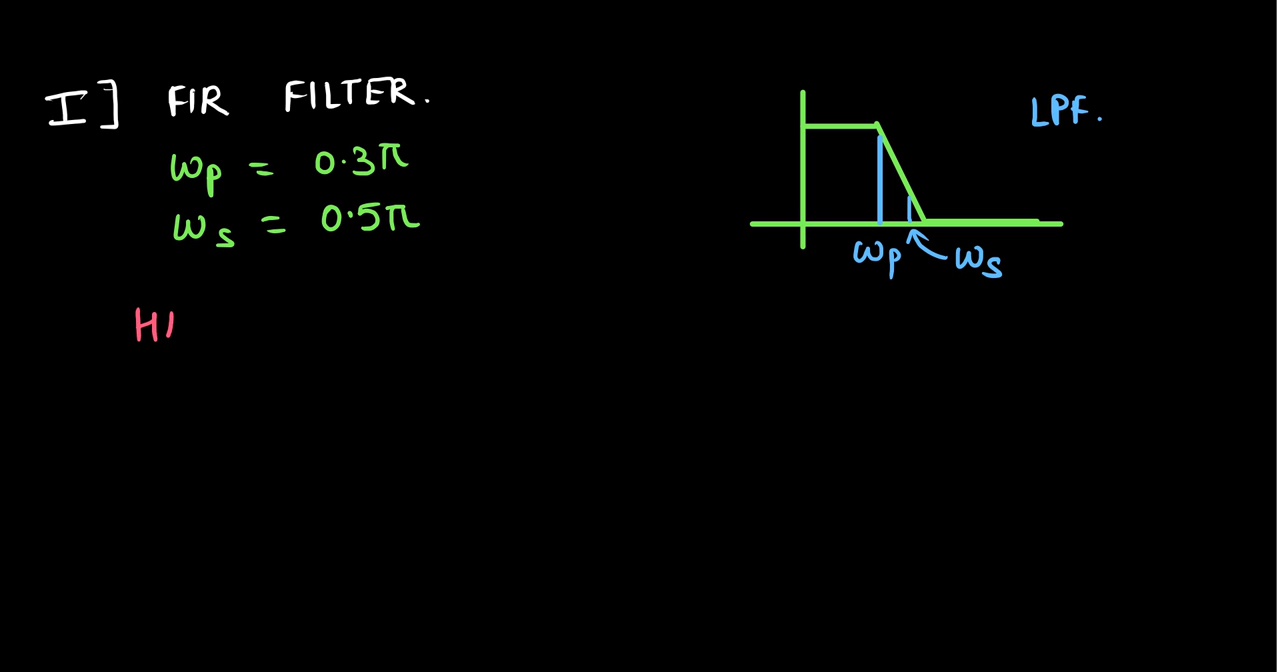 I] FIR FILTER.
ωp = 0.3π
ωs = 0.5π
HI
LPF.
ωp ωs